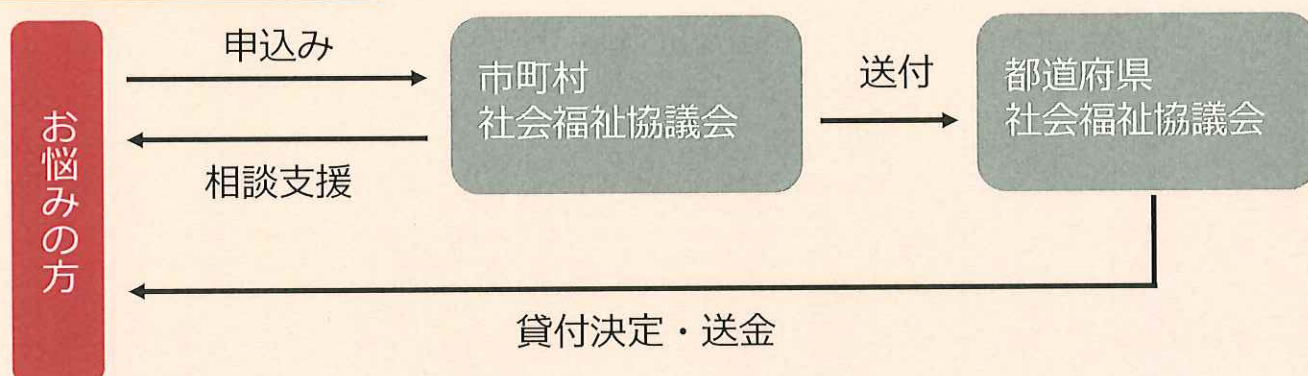 申込み
市町村
社会福祉協議会
送付
都道府県
社会福祉協議会
お悩みの方
相談支援
貸付決定・送金